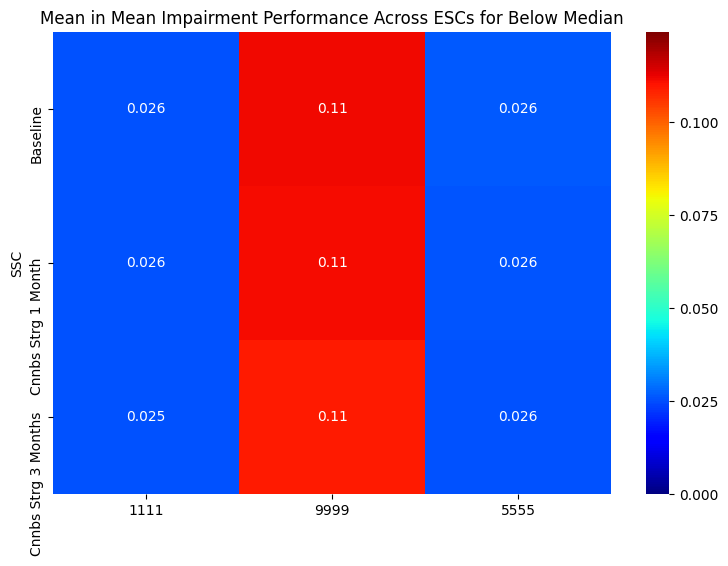 Mean in Mean Impairment Performance Across ESCs for Below Median
SSC
Baseline
0.026 0.11 0.026
Cnnbs Strg 1 Month
0.026 0.11 0.026
Cnnbs Strg 3 Months
0.025 0.11 0.026
1111 9999 5555
0.100
0.075
0.050
0.025
0.000